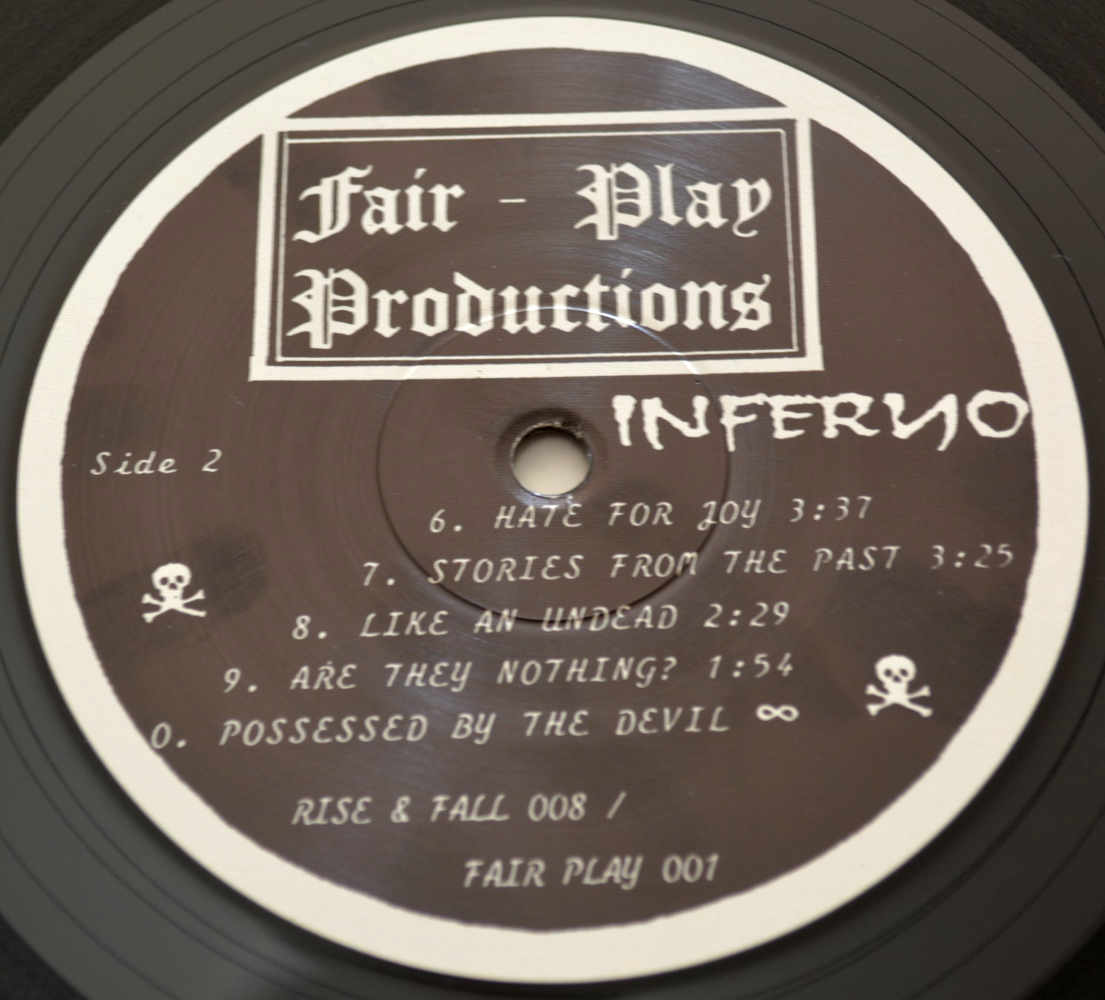 Fair - Play
Productions
INFERNO
Side 2
6. HATE FOR JOY 3:37
7. STORIES FROM THE PAST 3:25
8. LIKE AN UNDEAD 2:29
9. ARE THEY NOTHING? 1:54
0. POSSESSED BY THE DEVIL ∞
RISE & FALL 008 /
FAIR PLAY 001